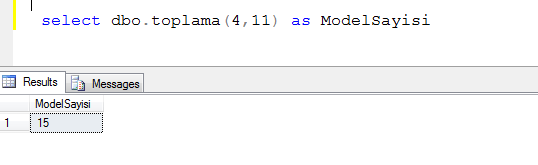 select dbo.toplama(4,11) as ModelSayisi
Results Messages
ModelSayisi
1 15